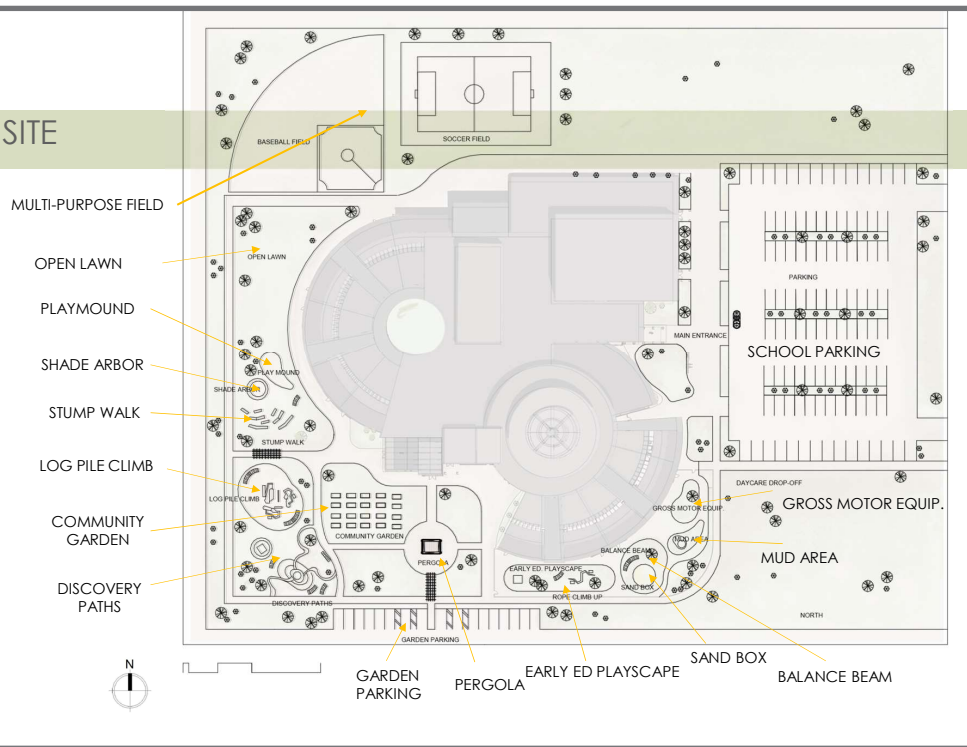 SITE
BASEBALL FIELD
SOCCER FIELD
MULTI-PURPOSE FIELD
OPEN LAWN
OPEN LAWN
PARKING
MAIN ENTRANCE
SCHOOL PARKING
PLAYMOUND
PLAY MOUND
SHADE ARBOR
SHADE ARBOR
STUMP WALK
STUMP WALK
LOG PILE CLIMB
LOG PILE CLIMB
DAYCARE DROP-OFF
GROSS MOTOR EQUIP.
GROSS MOTOR EQUIP.
COMMUNITY
GARDEN
COMMUNITY GARDEN
MUD AREA
MUD AREA
BALANCE BEAM
PERGOLA
EARLY ED. PLAYSCAPE
SAND BOX
ROPE CLIMB UP
DISCOVERY
PATHS
DISCOVERY PATHS
NORTH
GARDEN PARKING
GARDEN
PARKING
PERGOLA
EARLY ED PLAYSCAPE
SAND BOX
BALANCE BEAM
N